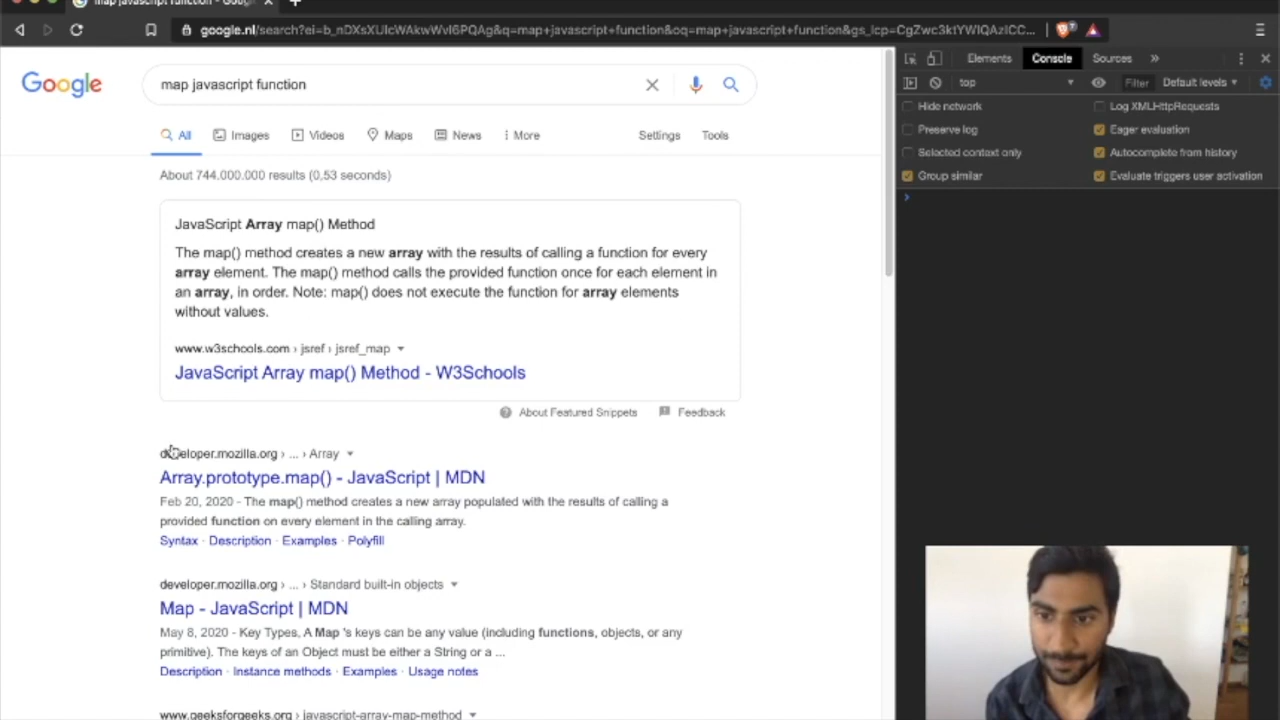 map javascript function - Goog
google.nl/search?ei=b_nDXsXUIcWAkwWvI6PQAg&q=map+javascript+function&oq=map+javascript+function&gs_lcp=
Elements Console Sources »
Google
map javascript function
top Filter Default levels
Hide network Log XMLHttpRequests
Preserve log Eager evaluation
Selected context only Autocomplete from history
Group similar Evaluate triggers user activation
All Images Videos Maps News More Settings Tools
About 744.000.000 results (0,53 seconds)
JavaScript Array map() Method
The map() method creates a new array with the results of calling a function for every
array element. The map() method calls the provided function once for each element in
an array, in order. Note: map() does not execute the function for array elements
without values.
www.w3schools.com › jsref › jsref_map
JavaScript Array map() Method - W3Schools
About Featured Snippets Feedback
developer.mozilla.org › ... › Array
Array.prototype.map() - JavaScript | MDN
Feb 20, 2020 - The map() method creates a new array populated with the results of calling a
provided function on every element in the calling array.
Syntax · Description · Examples · Polyfill
developer.mozilla.org › ... › Standard built-in objects
Map - JavaScript | MDN
May 8, 2020 - Key Types, A Map 's keys can be any value (including functions, objects, or any
primitive). The keys of an Object must be either a String or a ...
Description · Instance methods · Examples · Usage notes
www.geeksforgeeks.org › javascript-array-map-method